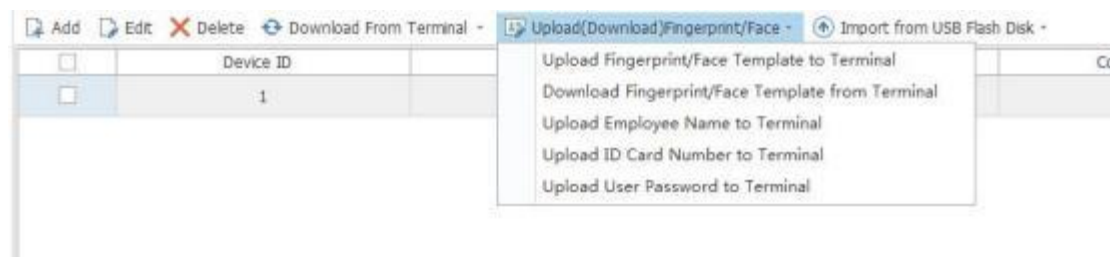 Add Edit Delete Download From Terminal Upload(Download)Fingerprint/Face Import from USB Flash Disk
Device ID
1
Upload Fingerprint/Face Template to Terminal
Download Fingerprint/Face Template from Terminal
Upload Employee Name to Terminal
Upload ID Card Number to Terminal
Upload User Password to Terminal